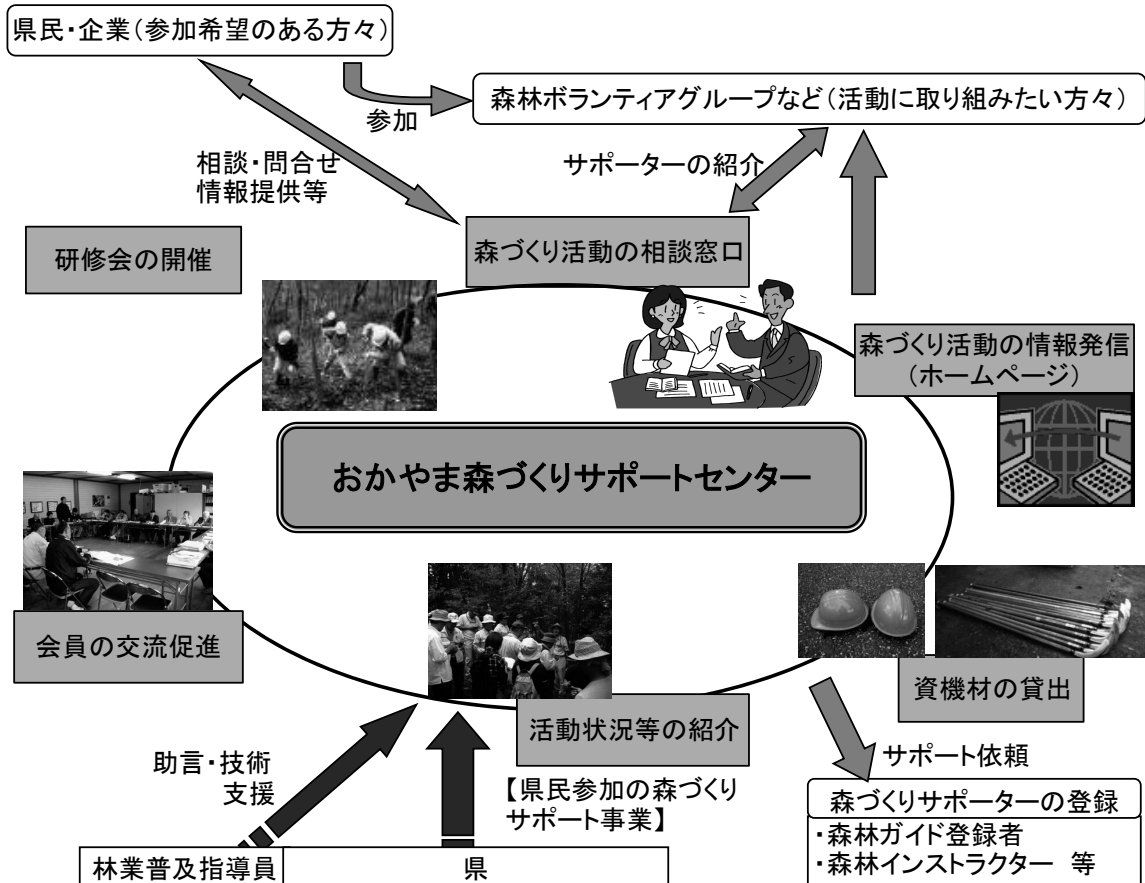 県民・企業(参加希望のある方々)
参加
森林ボランティアグループなど(活動に取り組みたい方々)
相談・問合せ
情報提供等
サポーターの紹介
研修会の開催
森づくり活動の相談窓口
森づくり活動の情報発信
(ホームページ)
おかやま森づくりサポートセンター
会員の交流促進
資機材の貸出
活動状況等の紹介
助言・技術
支援
【県民参加の森づくり
サポート事業】
サポート依頼
森づくりサポーターの登録
・森林ガイド登録者
・森林インストラクター 等
林業普及指導員
県